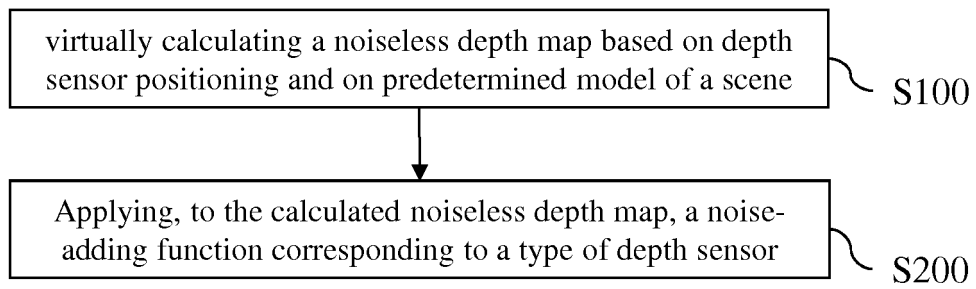 virtually calculating a noiseless depth map based on depth
sensor positioning and on predetermined model of a scene
S100
Applying, to the calculated noiseless depth map, a noise-
adding function corresponding to a type of depth sensor
S200